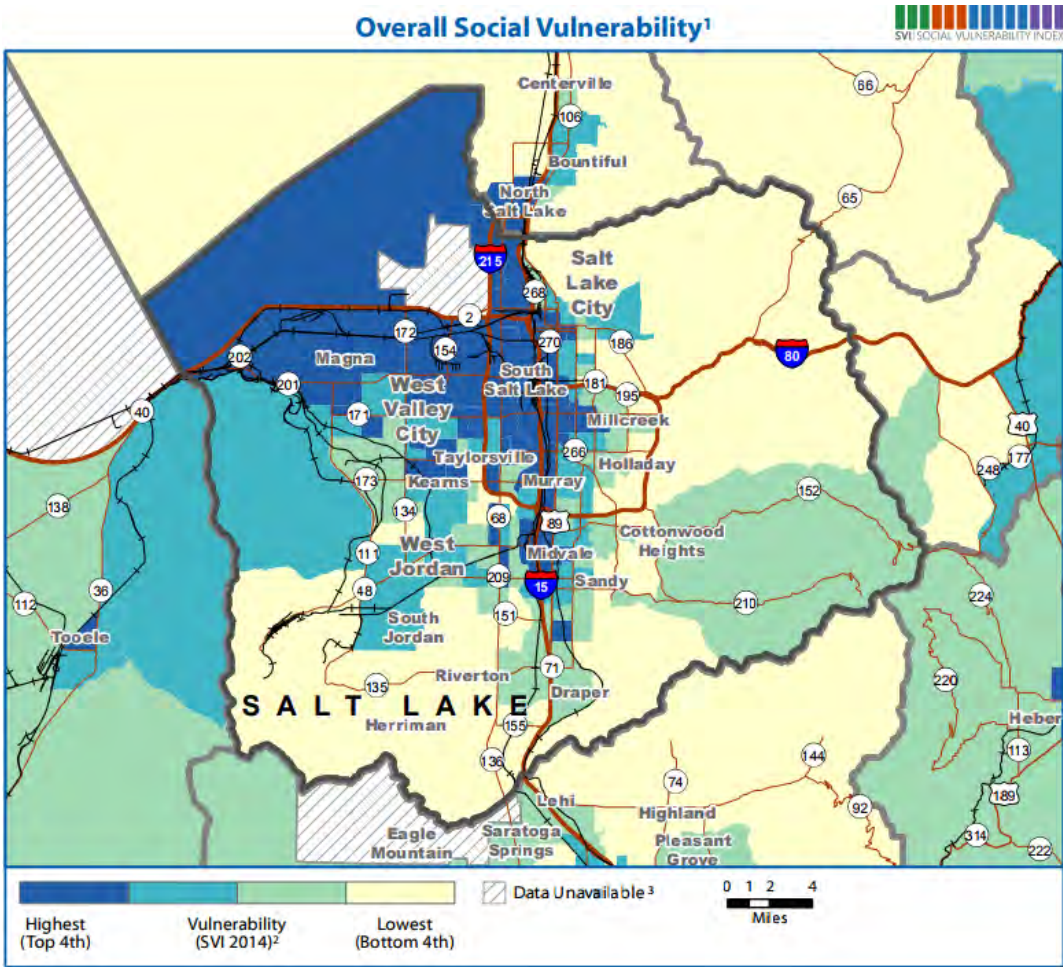 Overall Social Vulnerability¹
SVI SOCIAL VULNERABILITY INDEX
Centerville
66
106
Bountiful
North
Salt Lake
65
215
Salt
Lake
City
268
2
172
154
270
186
80
202
Magna
South
Salt Lake
201
West
Valley
City
181
195
40
171
Millcreek
40
177
248
Taylorsville
266
Holladay
173
Kearns
Murray
152
138
134
68
89
Cottonwood
Heights
111
West
Jordan
Midvale
209
15
Sandy
36
48
210
224
112
151
Tooele
South
Jordan
71
220
135
Riverton
Draper
SALT LAKE
Herriman
155
Heber
136
144
113
74
189
Lehi
Highland
92
Eagle
Mountain
Saratoga
Springs
Pleasant
Grove
314
222
Highest
(Top 4th)
Vulnerability
(SVI 2014)²
Lowest
(Bottom 4th)
Data Unavailable ³
0 1 2 4
Miles